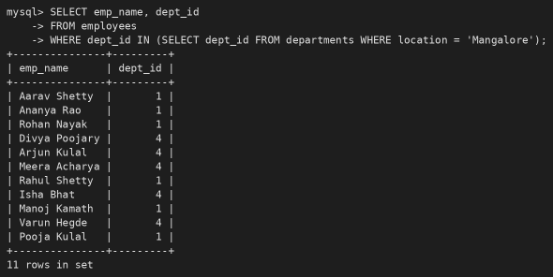 mysql> SELECT emp_name, dept_id
    -> FROM employees
    -> WHERE dept_id IN (SELECT dept_id FROM departments WHERE location = 'Mangalore');
+---------------+---------+
| emp_name      | dept_id |
+---------------+---------+
| Aarav Shetty  |       1 |
| Ananya Rao    |       1 |
| Rohan Nayak   |       1 |
| Divya Poojary |       4 |
| Arjun Kulal   |       4 |
| Meera Acharya |       4 |
| Rahul Shetty  |       1 |
| Isha Bhat     |       4 |
| Manoj Kamath  |       1 |
| Varun Hegde   |       4 |
| Pooja Kulal   |       1 |
+---------------+---------+
11 rows in set